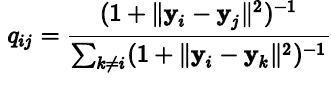 q_{ij} = \frac{(1 + \|\mathbf{y}_i - \mathbf{y}_j\|^2)^{-1}}{\sum_{k \neq i} (1 + \|\mathbf{y}_i - \mathbf{y}_k\|^2)^{-1}}